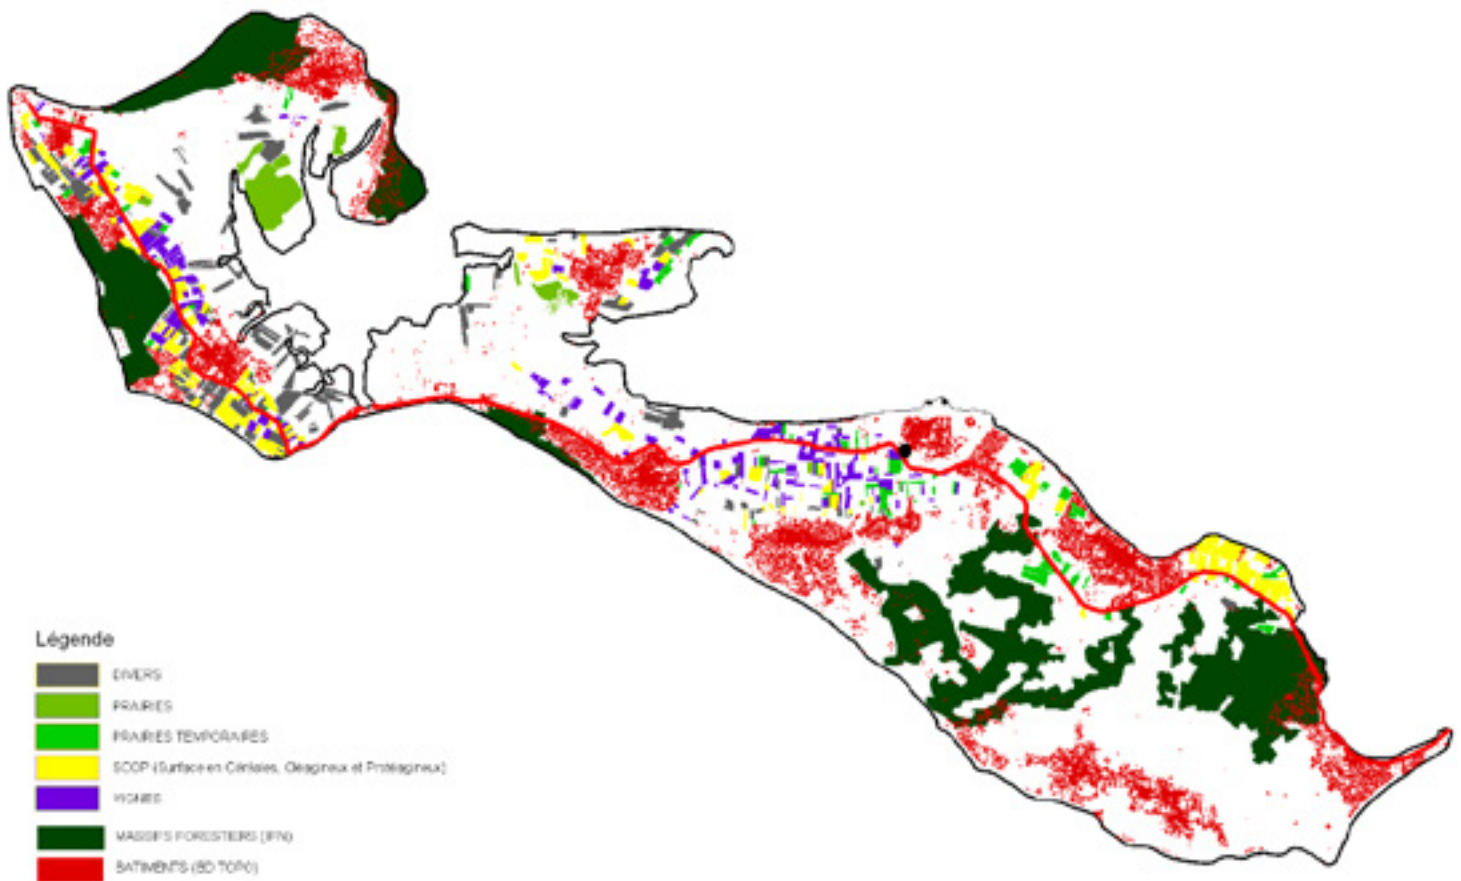 Légende
DIVERS
PRAIRIES
PRAIRIES TEMPORAIRES
SCOP (Surface en Céréales, Oléagineux et Protéagineux)
VIGNES
MASSIFS FORESTIERS (IFN)
BATIMENTS (BD TOPO)